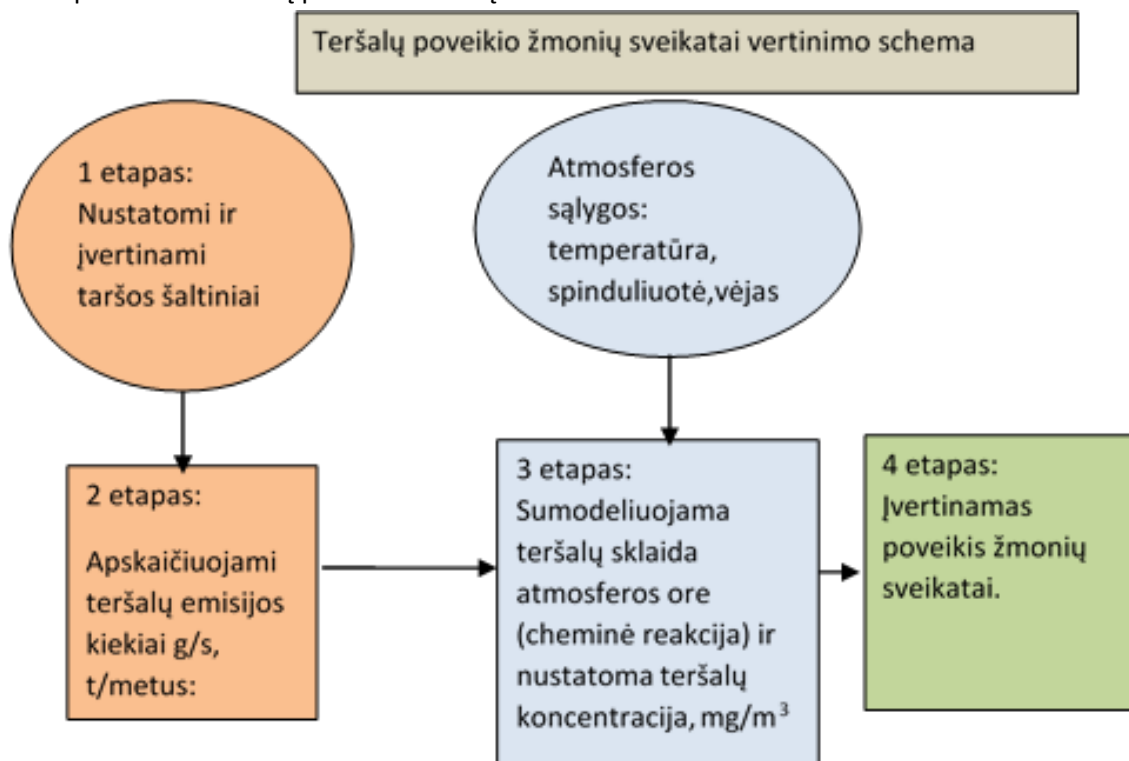 Teršalų poveikio žmonių sveikatai vertinimo schema
1 etapas:
Nustatomi ir
įvertinami
taršos šaltiniai
Atmosferos
sąlygos:
temperatūra,
spinduliuotė,vėjas
2 etapas:
Apskaičiuojami
teršalų emisijos
kiekiai g/s,
t/metus:
3 etapas:
Sumodeliuojama
teršalų sklaida
atmosferos ore
(cheminė reakcija) ir
nustatoma teršalų
koncentracija, mg/m³
4 etapas:
Įvertinamas
poveikis žmonių
sveikatai.